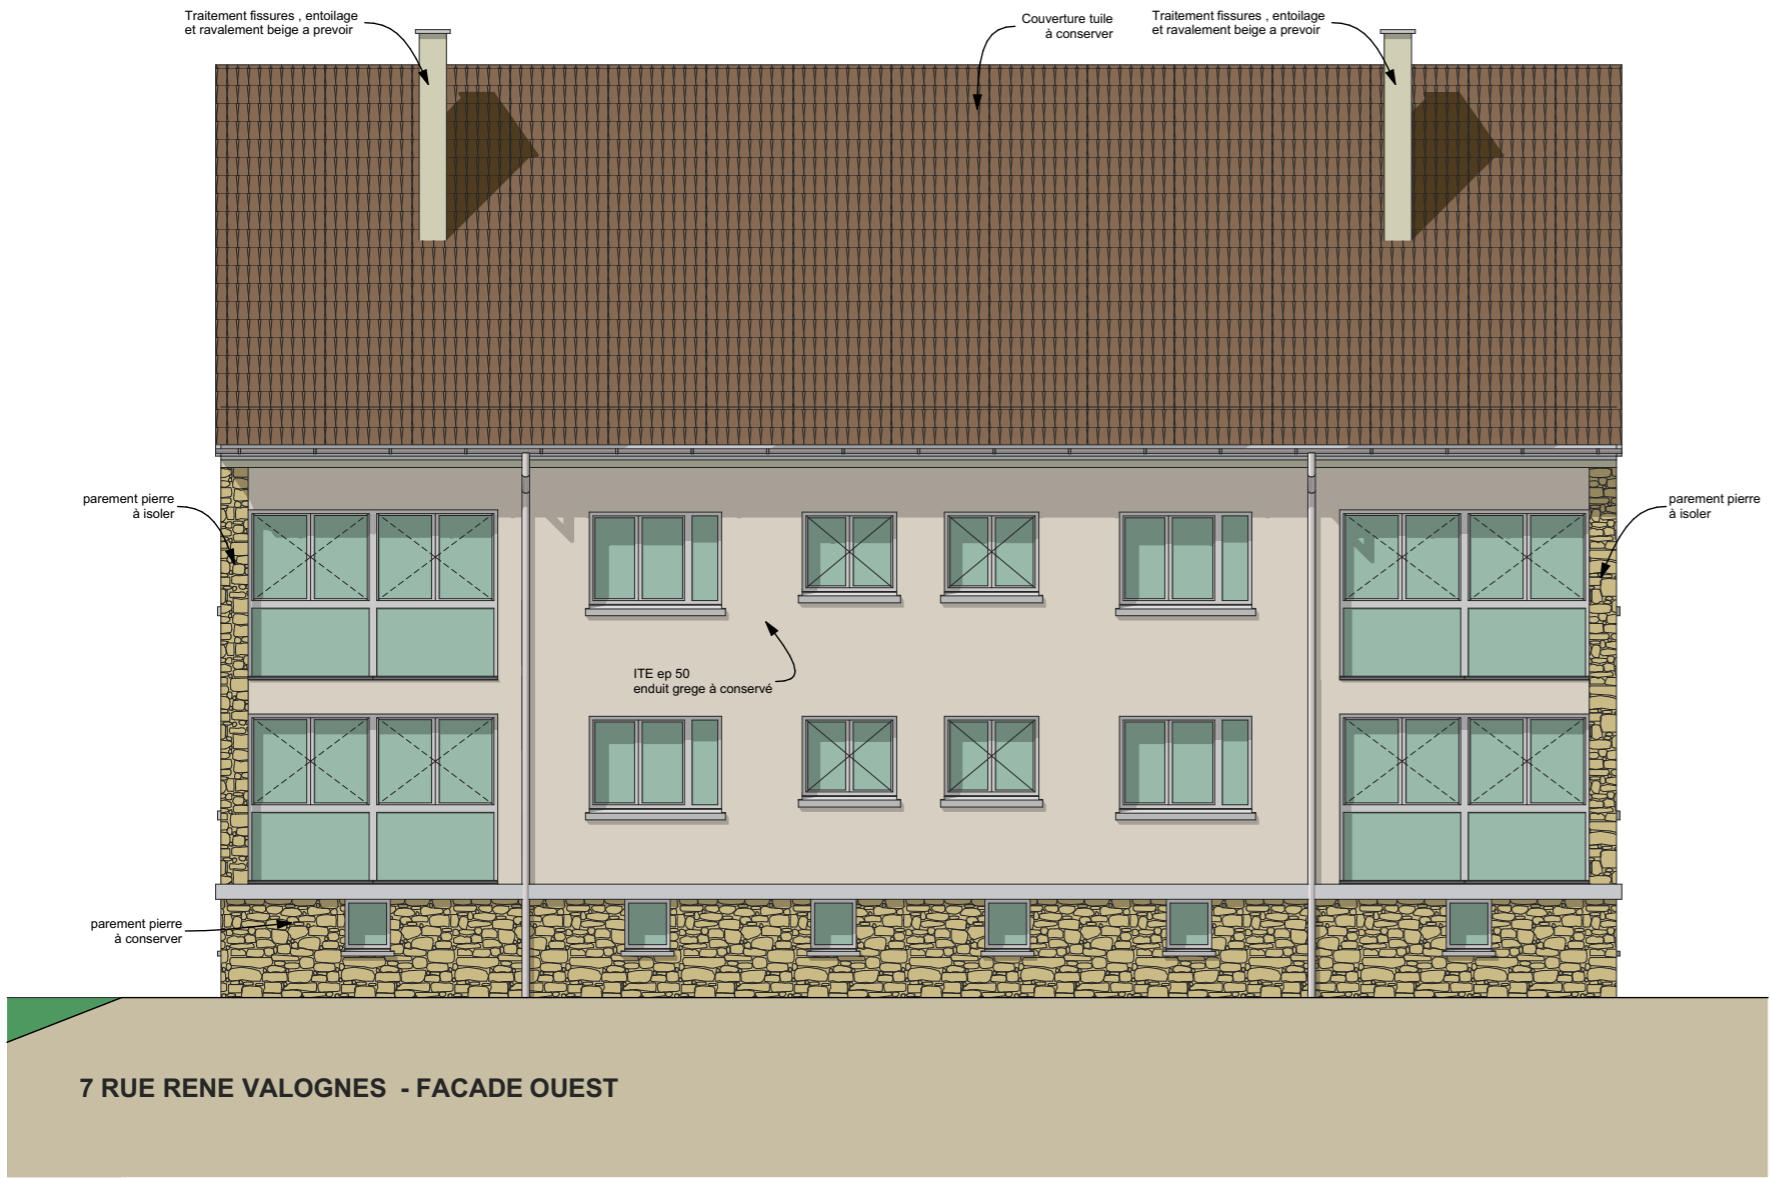 Traitement fissures , entoilage
et ravalement beige a prevoir
Couverture tuile
à conserver
Traitement fissures , entoilage
et ravalement beige a prevoir
parement pierre
à isoler
parement pierre
à isoler
ITE ep 50
enduit grege à conservé
parement pierre
à conserver
7 RUE RENE VALOGNES - FACADE OUEST